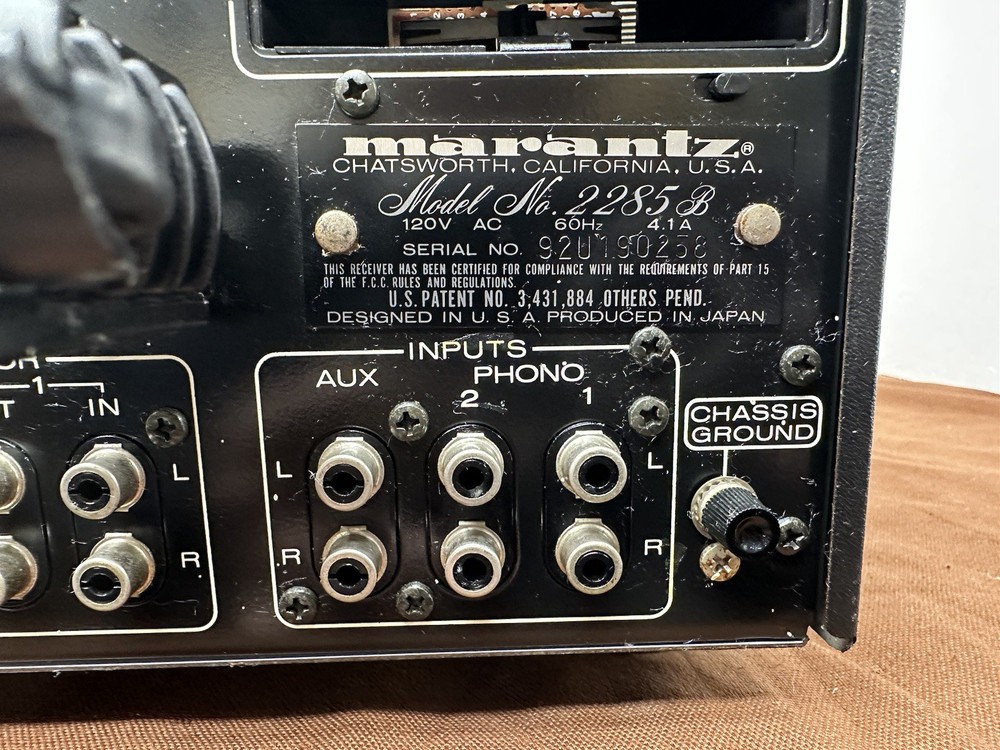 marantz®
CHATSWORTH, CALIFORNIA, U.S.A.
Model No. 2285 B
120V AC 60Hz 4.1A
SERIAL NO. 92U190258
THIS RECEIVER HAS BEEN CERTIFIED FOR COMPLIANCE WITH THE REQUIREMENTS OF PART 15
OF THE F.C.C. RULES AND REGULATIONS.
U.S. PATENT NO. 3,431,884 OTHERS PEND.
DESIGNED IN U.S.A. PRODUCED IN JAPAN
INPUTS
AUX PHONO
2 1
L L
R R
CHASSIS
GROUND
1
IN
L
R